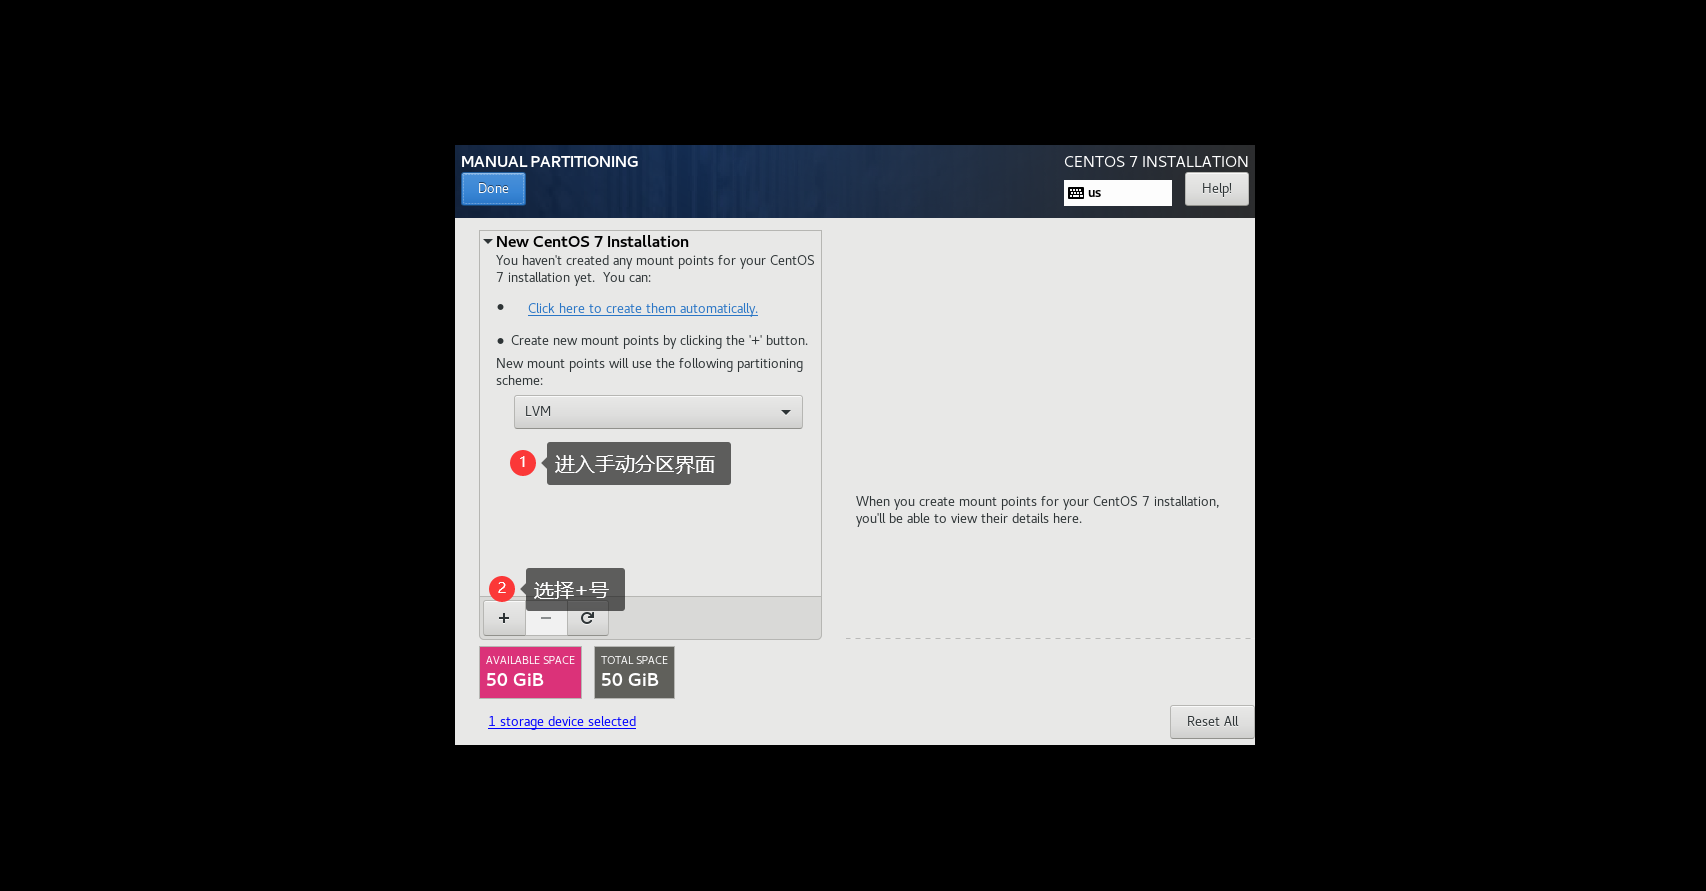 MANUAL PARTITIONING
CENTOS 7 INSTALLATION
Done
us
Help!
New CentOS 7 Installation
You haven't created any mount points for your CentOS
7 installation yet.  You can:
● Click here to create them automatically.
● Create new mount points by clicking the '+' button.
New mount points will use the following partitioning
scheme:
LVM
1 进入手动分区界面
When you create mount points for your CentOS 7 installation,
you'll be able to view their details here.
2 选择+号
+ −
AVAILABLE SPACE
50 GiB
TOTAL SPACE
50 GiB
1 storage device selected
Reset All